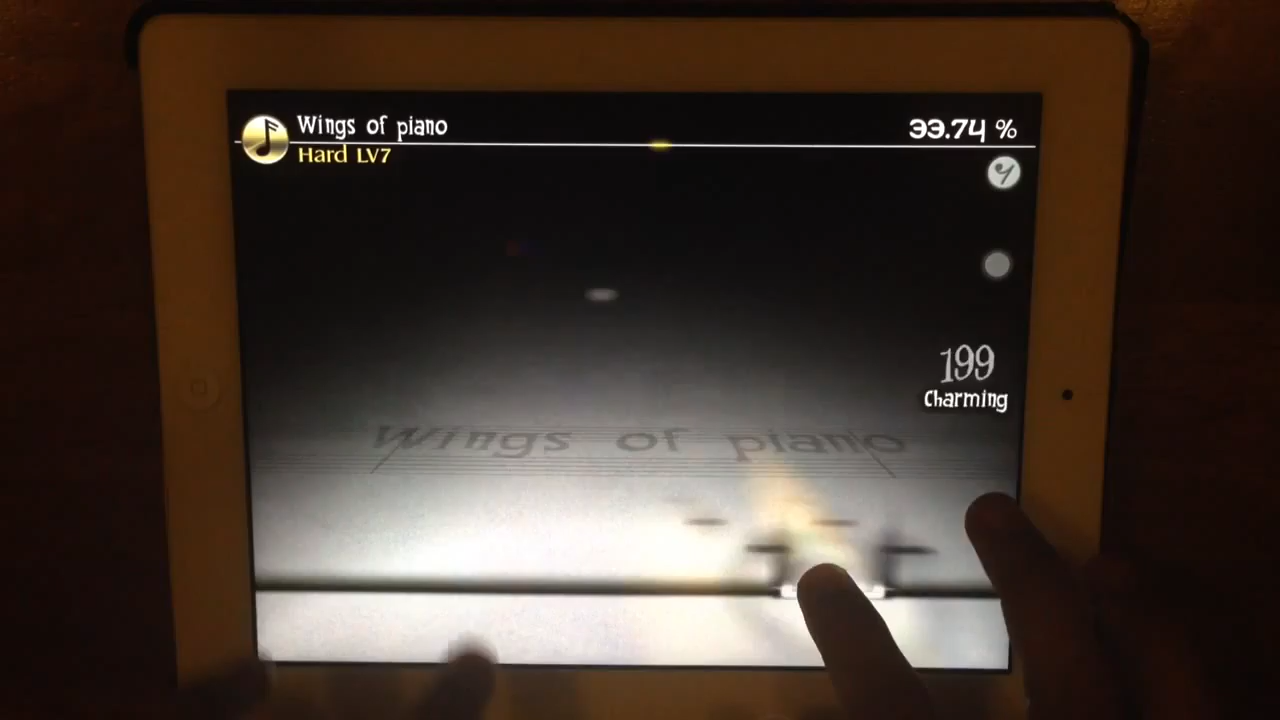 Wings of piano
33.74 %
Hard LV7
199
Charming
Wings of piano